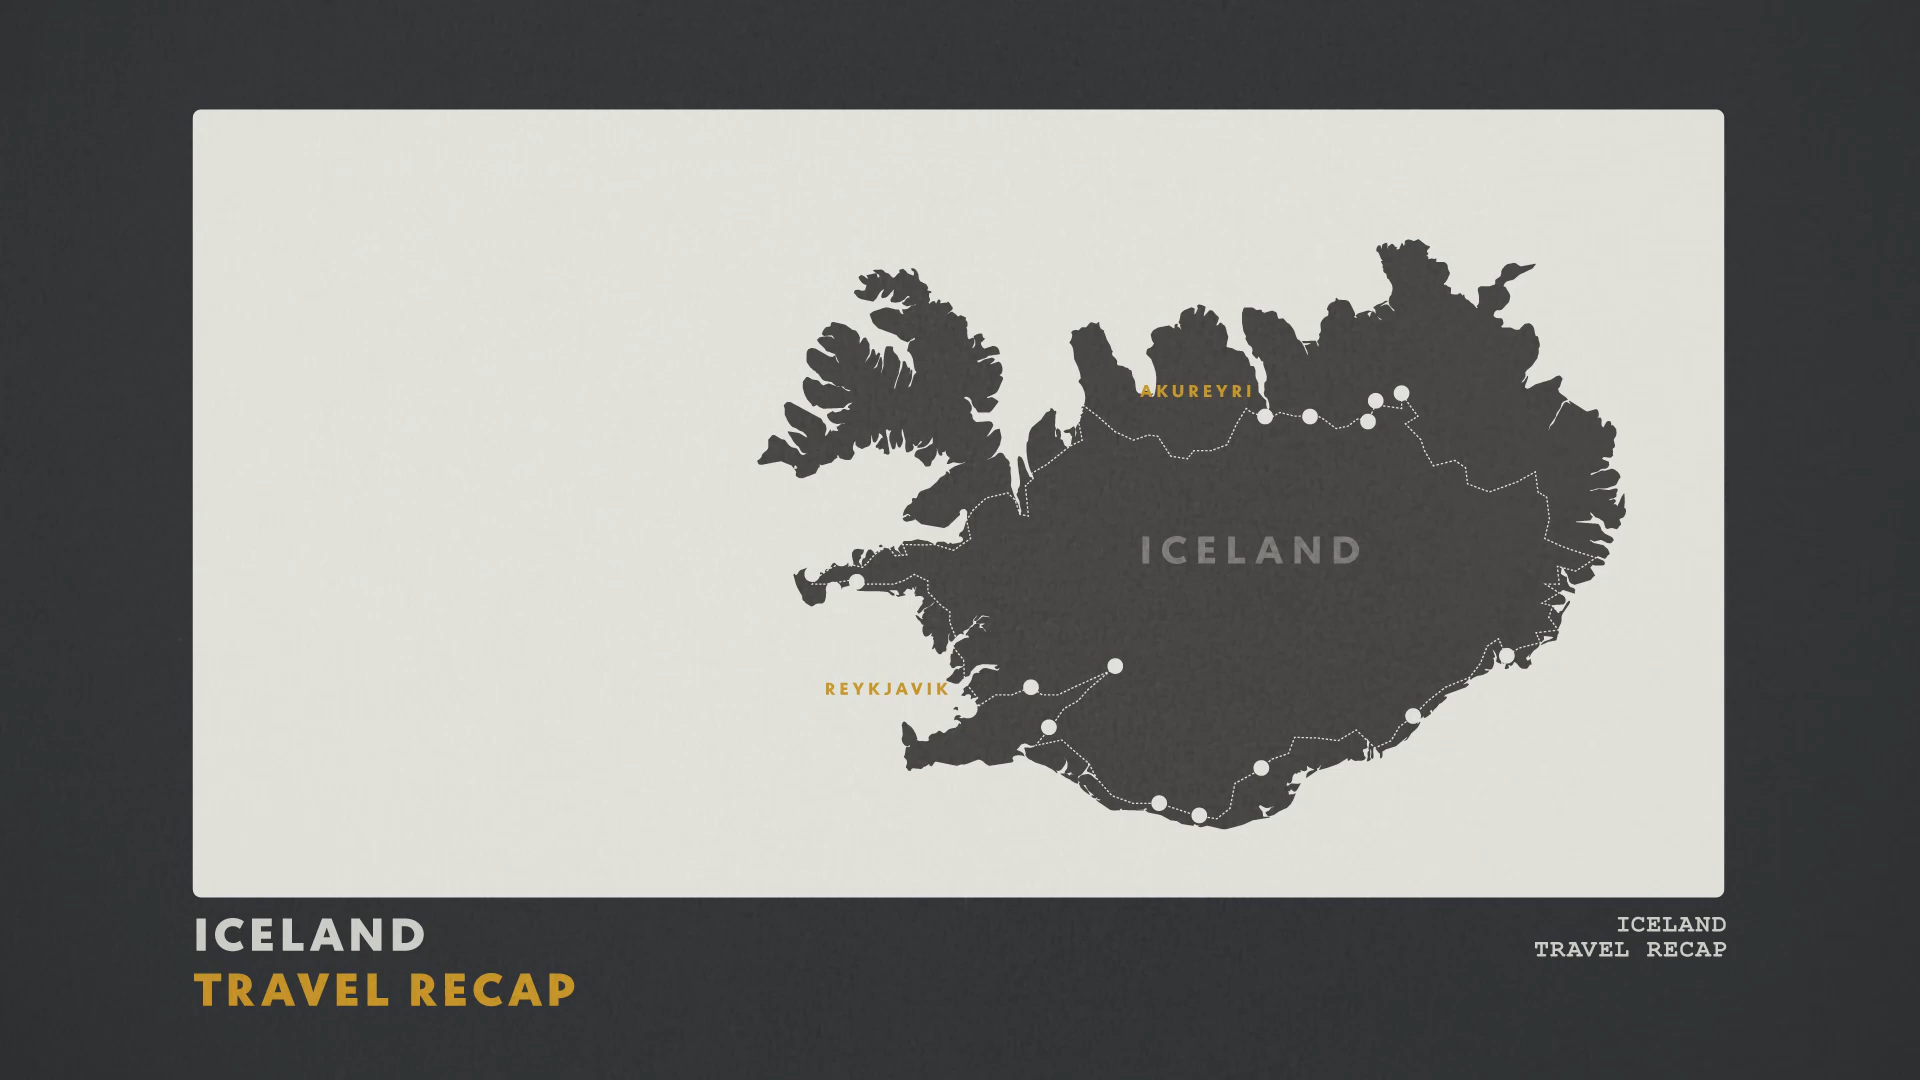 AKUREYRI
ICELAND
REYKJAVIK
ICELAND
TRAVEL RECAP
ICELAND
TRAVEL RECAP